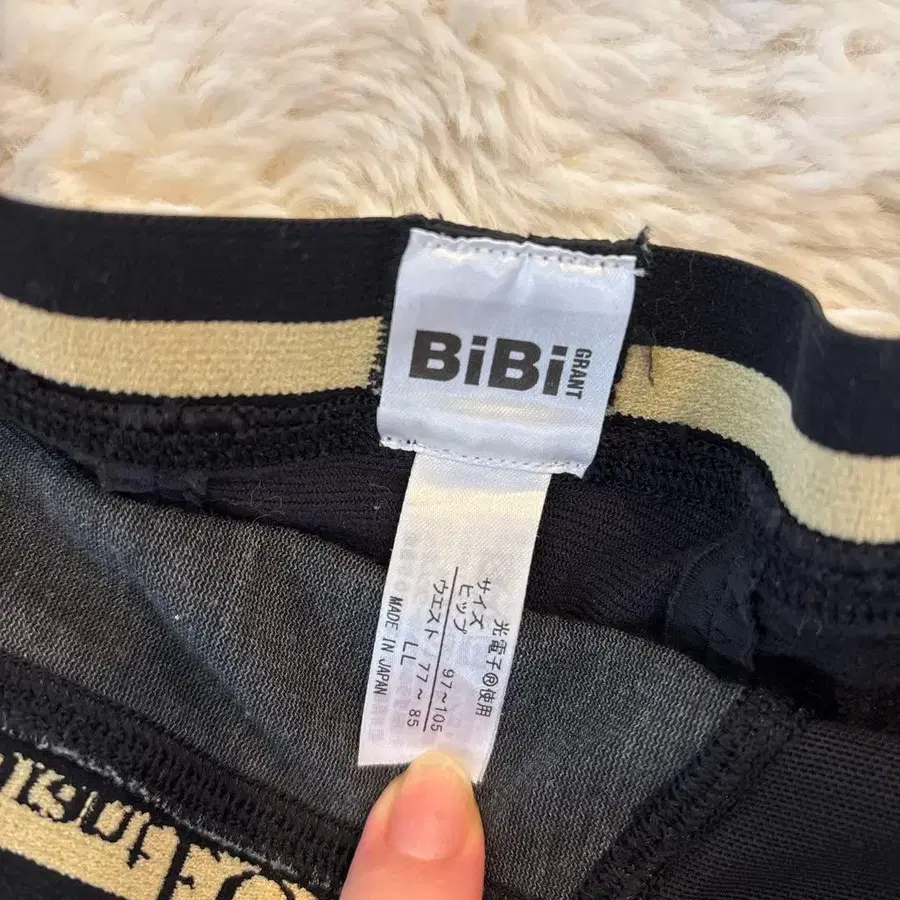 BiBi
GRANT
光電子®使用
サイズ
ヒップ 97～105
ウエスト 77～85
LL
MADE IN JAPAN